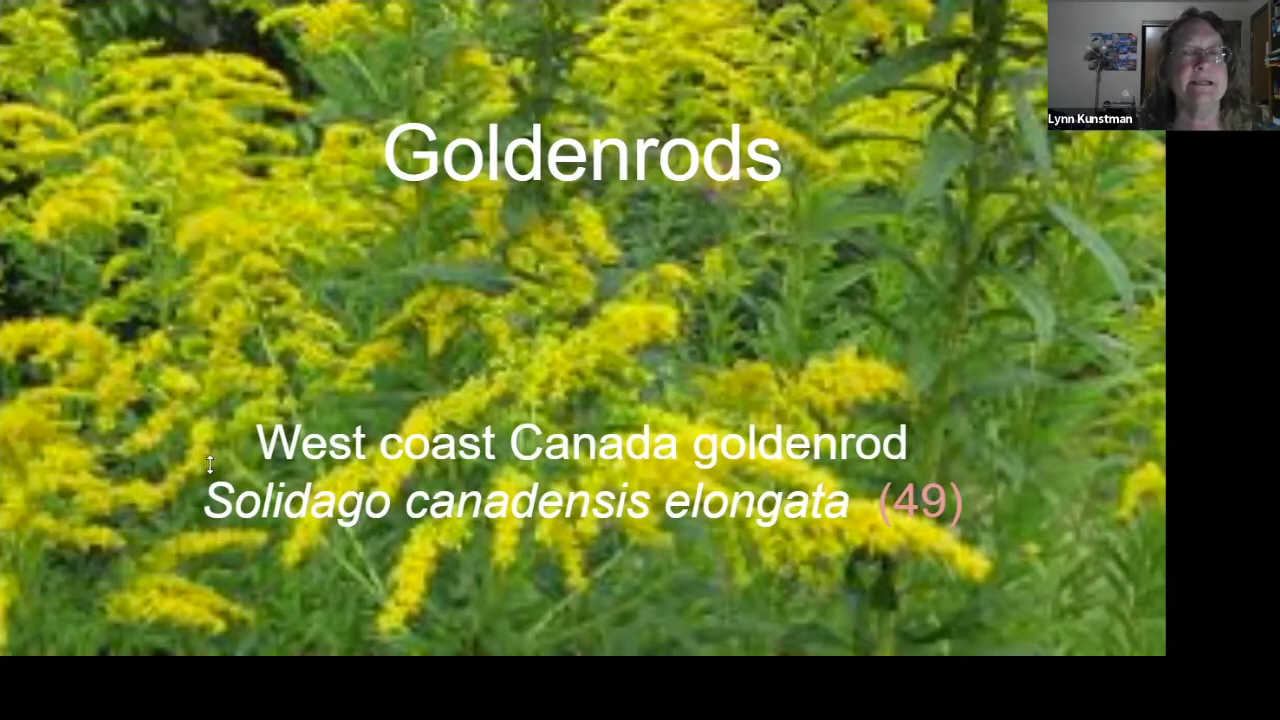 Lynn Kunstman
Goldenrods
West coast Canada goldenrod
Solidago canadensis elongata (49)